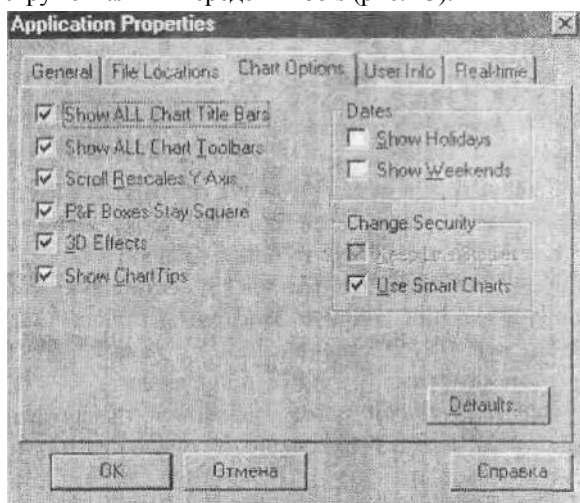 Application Properties
General File Locations Chart Options User Info Real-time
Show ALL Chart Title Bars
Show ALL Chart Toolbars
Scroll Rescales Y-Axis
P&F Boxes Stay Square
3D Effects
Show ChartTips
Dates
Show Holidays
Show Weekends
Change Security
Use Smart Charts
Defaults...
OK Отмена Справка